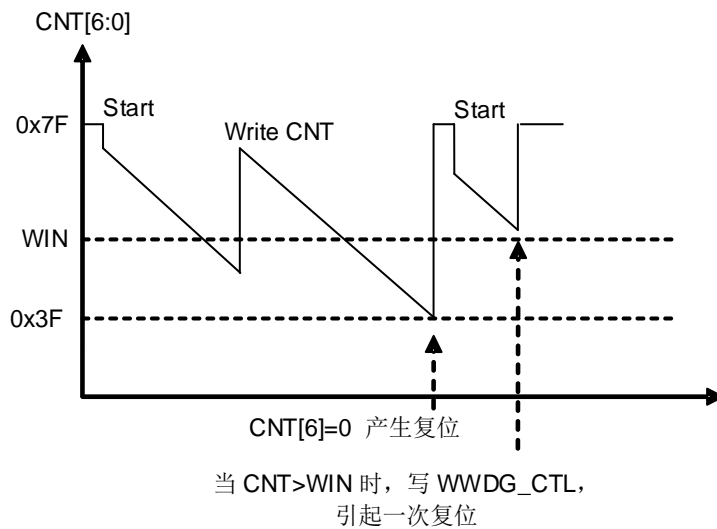 CNT[6:0]
Start
Start
0x7F
Write CNT
WIN
0x3F
CNT[6]=0 产生复位
当 CNT>WIN 时，写 WWDG_CTL，
引起一次复位